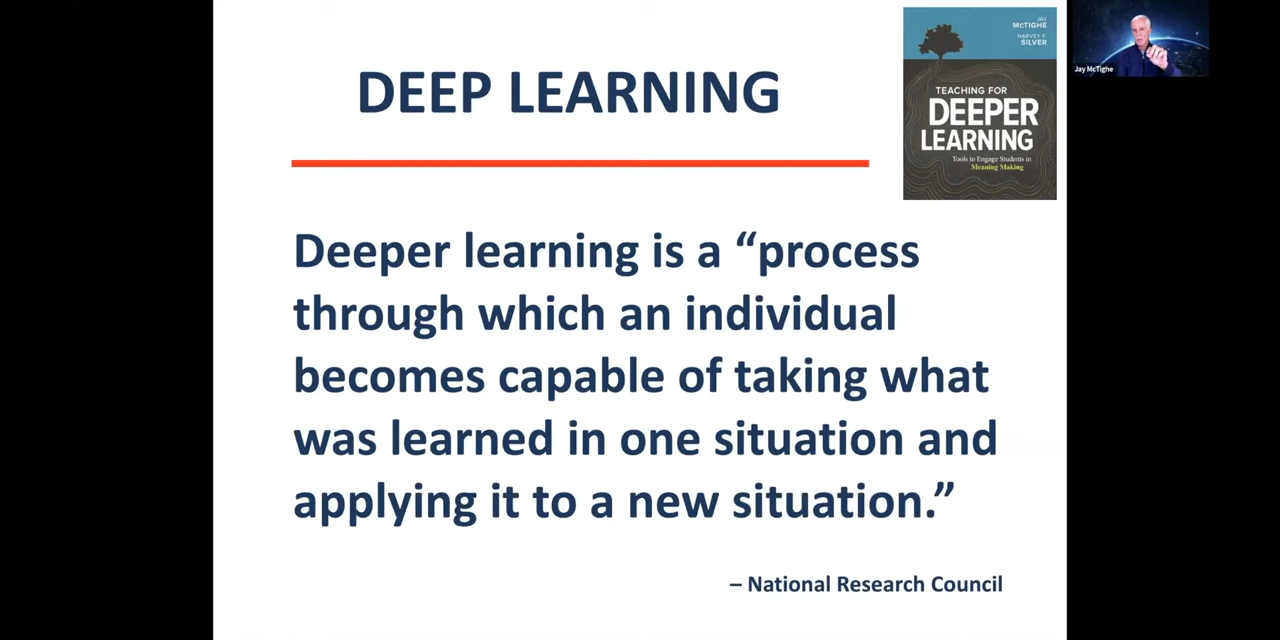 DEEP LEARNING
JAY
McTIGHE
HARVEY F.
SILVER
TEACHING FOR
DEEPER
LEARNING
Tools to Engage Students in
Meaning Making
Jay McTighe
Deeper learning is a “process
through which an individual
becomes capable of taking what
was learned in one situation and
applying it to a new situation.”
– National Research Council